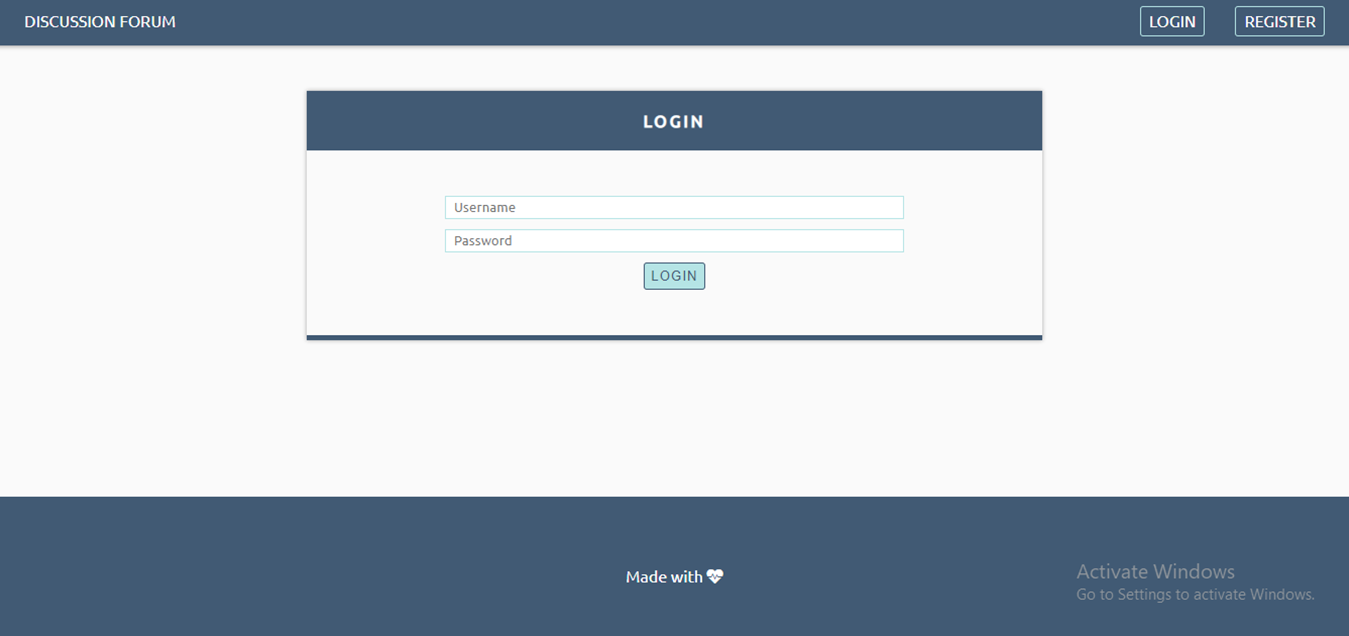 DISCUSSION FORUM
LOGIN
REGISTER
LOGIN
Username
Password
LOGIN
Made with
Activate Windows
Go to Settings to activate Windows.